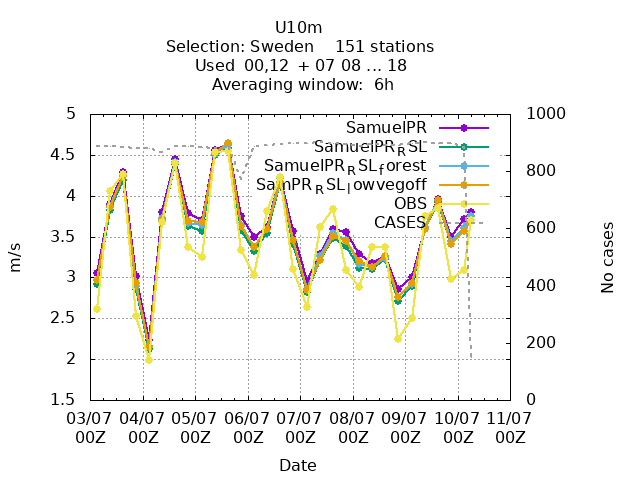 U10m
Selection: Sweden 151 stations
Used 00,12 + 07 08 ... 18
Averaging window: 6h
5
4.5
4
3.5
3
2.5
2
1.5
m/s
1000
800
600
400
200
0
No cases
SamuelPR
SamuelPR_RSL
SamuelPR_RSL_forest
SamPR_RSL_lowvegoff
OBS
CASES
03/07 04/07 05/07 06/07 07/07 08/07 09/07 10/07 11/07
00Z 00Z 00Z 00Z 00Z 00Z 00Z 00Z 00Z
Date